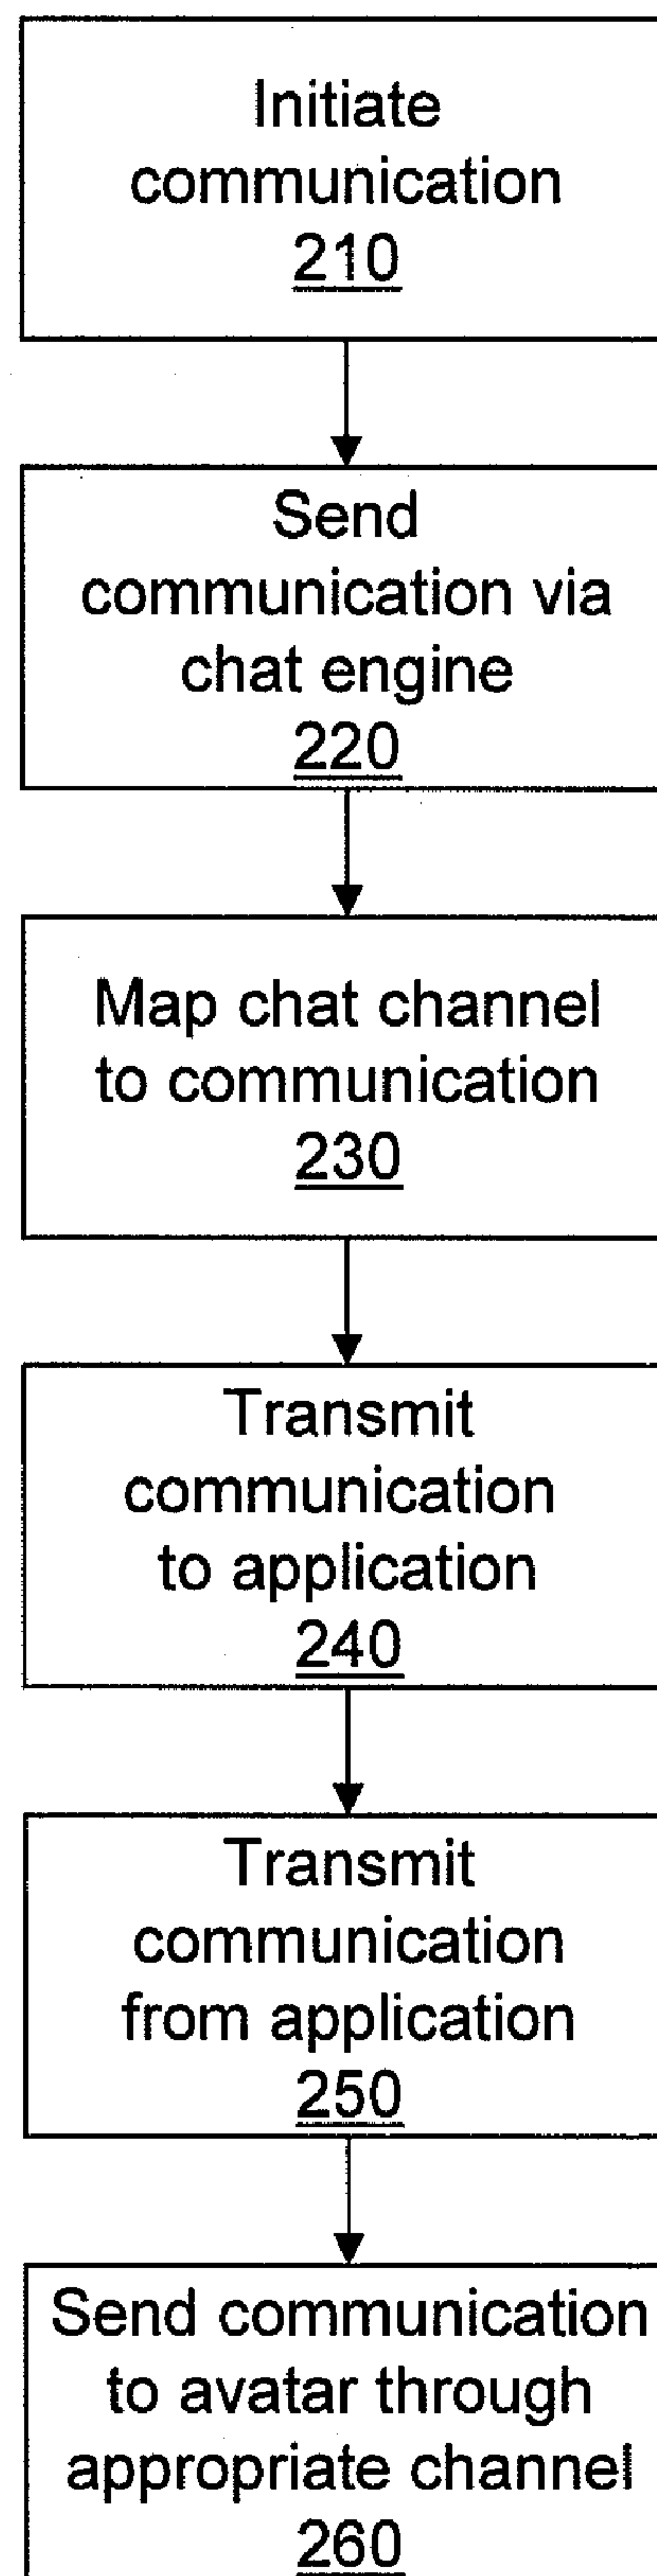 Initiate
communication
210
Send
communication via
chat engine
220
Map chat channel
to communication
230
Transmit
communication
to application
240
Transmit
communication
from application
250
Send communication
to avatar through
appropriate channel
260